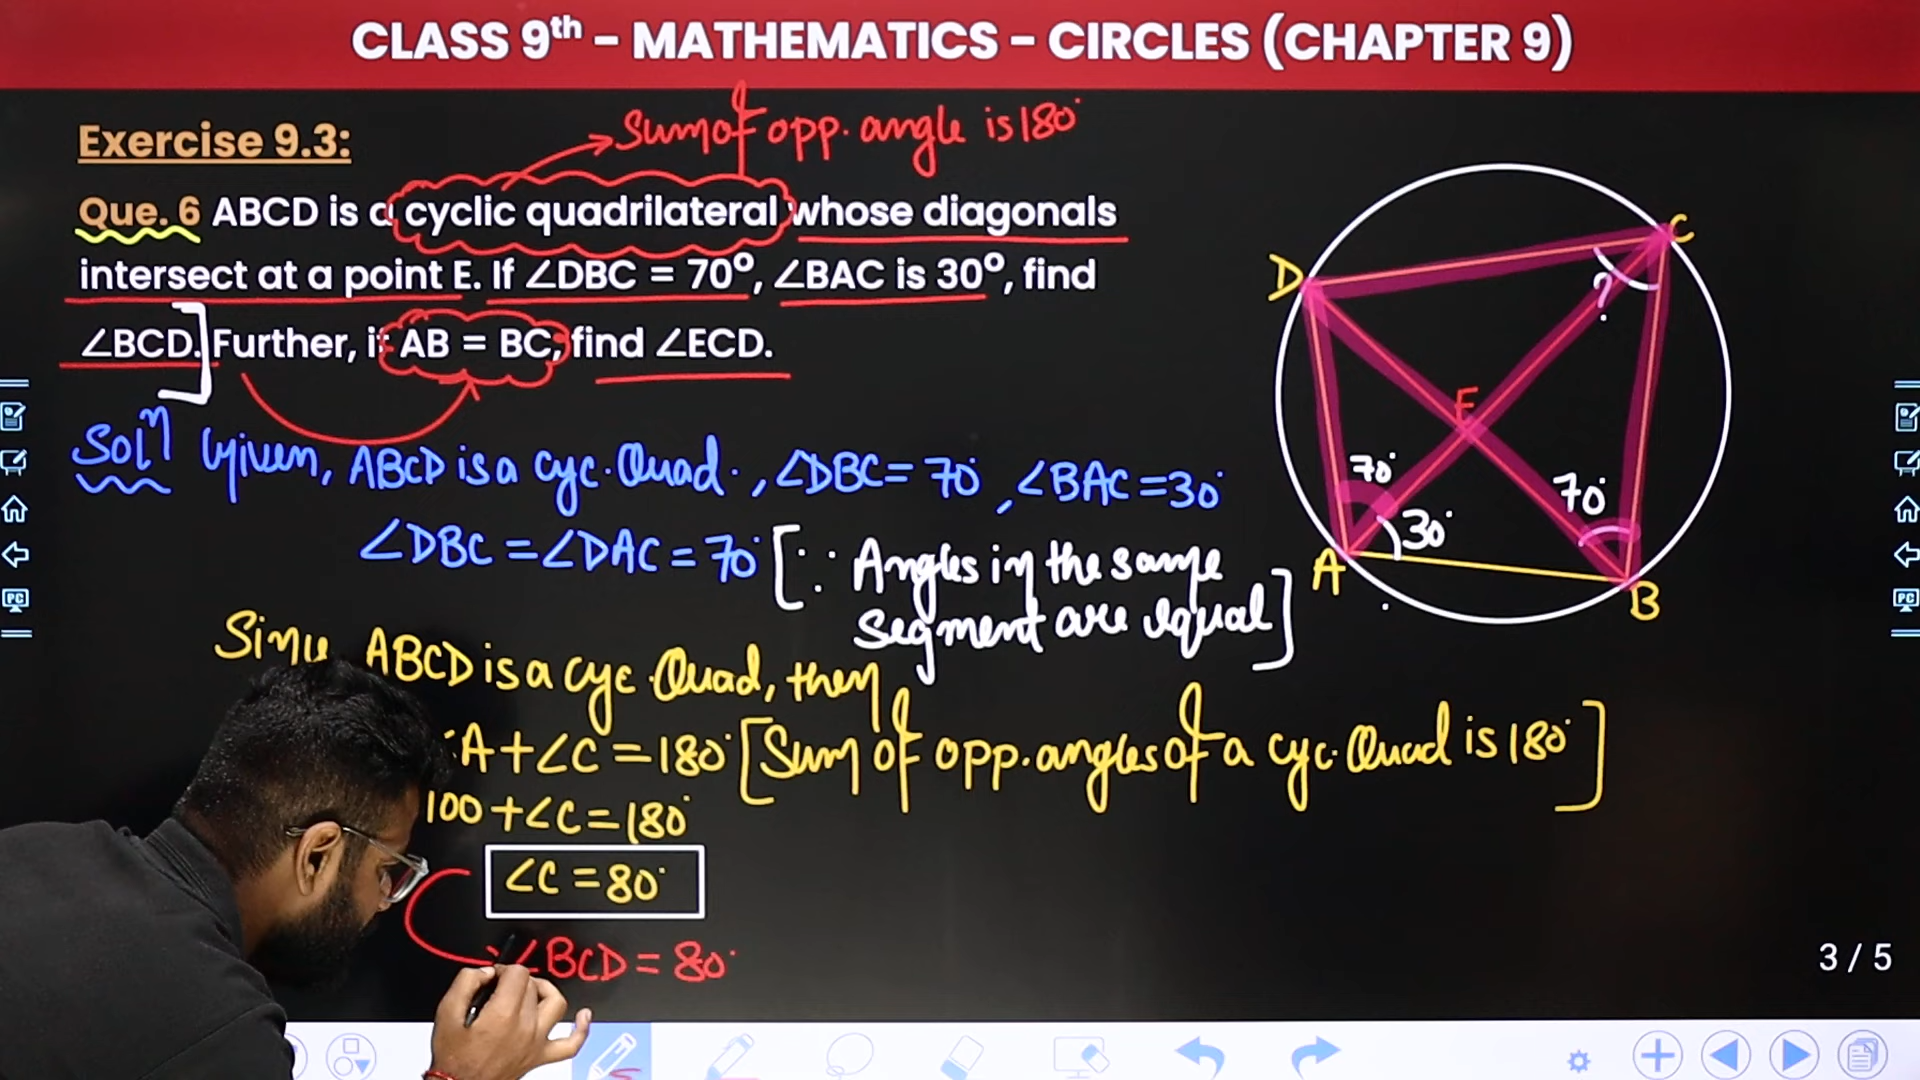 CLASS 9th - MATHEMATICS - CIRCLES (CHAPTER 9)
Exercise 9.3:
Sum of opp. angle is 180°
Que. 6 ABCD is a cyclic quadrilateral whose diagonals
intersect at a point E. If ∠DBC = 70°, ∠BAC is 30°, find
∠BCD. Further, if AB = BC, find ∠ECD.
Solⁿ Given, ABCD is a cyc. Quad., ∠DBC = 70°, ∠BAC = 30°
∠DBC = ∠DAC = 70° [∵ Angles in the same
segment are equal]
Since ABCD is a cyc. Quad, then
∠A + ∠C = 180° [Sum of opp. angles of a cyc. Quad is 180°]
100 + ∠C = 180°
∠C = 80°
∠BCD = 80°
D
C
?
E
70°
70°
30°
A
B
3 / 5
PC
PC